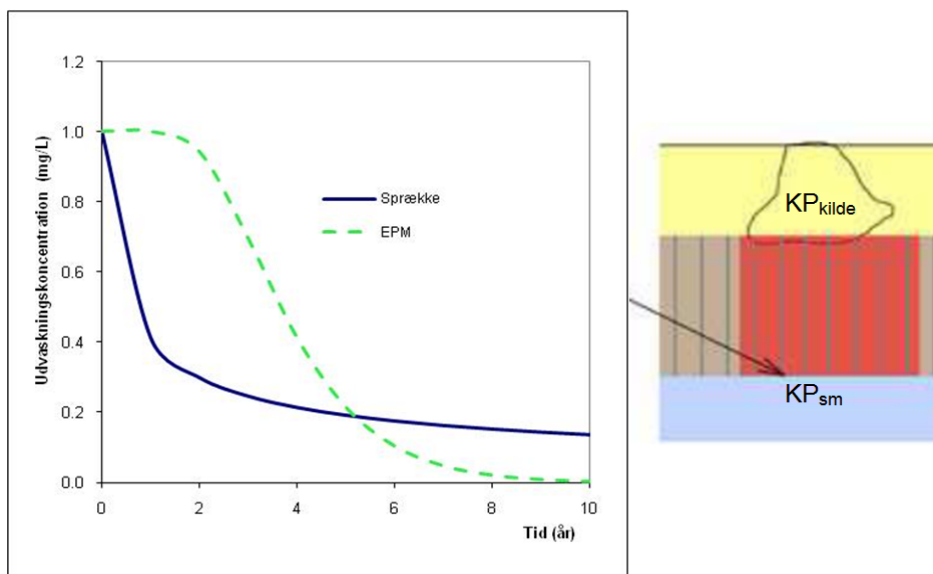 Udvaskningskoncentration (mg/L)
1.2
1.0
0.8
0.6
0.4
0.2
0.0
Sprække
EPM
0 2 4 6 8 10
Tid (år)
KPkilde
KPsm